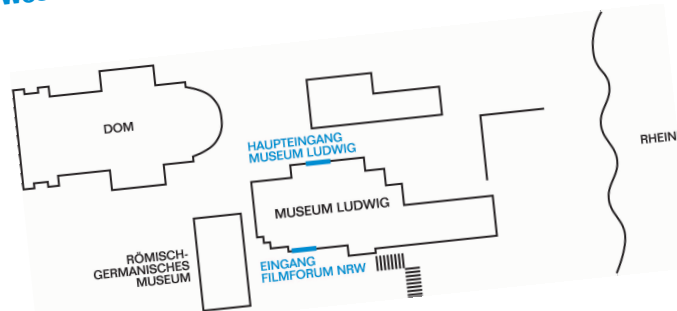 DOM
HAUPTEINGANG
MUSEUM LUDWIG
RHEIN
MUSEUM LUDWIG
RÖMISCH-
GERMANISCHES
MUSEUM
EINGANG
FILMFORUM NRW